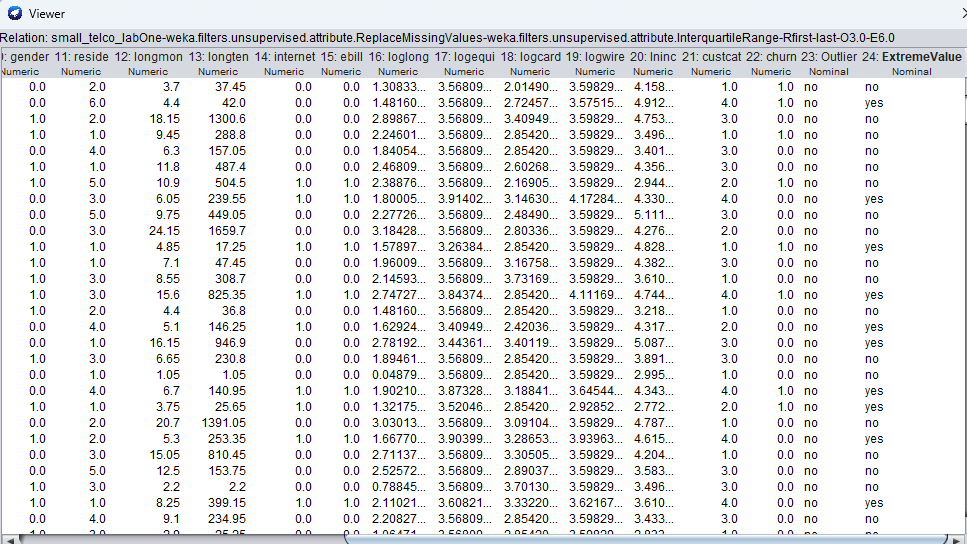 Viewer
Relation: small_telco_labOne-weka.filters.unsupervised.attribute.ReplaceMissingValues-weka.filters.unsupervised.attribute.InterquartileRange-Rfirst-last-O3.0-E6.0
: gender 11: reside 12: longmon 13: longten 14: internet 15: ebill 16: loglong 17: logequi 18: logcard 19: logwire 20: lninc 21: custcat 22: churn 23: Outlier 24: ExtremeValue
Numeric Numeric Numeric Numeric Numeric Numeric Numeric Numeric Numeric Numeric Numeric Numeric Numeric Nominal Nominal
0.0 2.0 3.7 37.45 0.0 0.0 1.30833... 3.56809... 2.01490... 3.59829... 4.158... 1.0 1.0 no no
0.0 6.0 4.4 42.0 0.0 0.0 1.48160... 3.56809... 2.72457... 3.57515... 4.912... 4.0 1.0 no yes
1.0 2.0 18.15 1300.6 0.0 0.0 2.89867... 3.56809... 3.40949... 3.59829... 4.753... 3.0 0.0 no no
1.0 1.0 9.45 288.8 0.0 0.0 2.24601... 3.56809... 2.85420... 3.59829... 3.496... 1.0 1.0 no no
0.0 4.0 6.3 157.05 0.0 0.0 1.84054... 3.56809... 2.85420... 3.59829... 3.401... 3.0 0.0 no no
1.0 1.0 11.8 487.4 0.0 0.0 2.46809... 3.56809... 2.60268... 3.59829... 4.356... 3.0 0.0 no no
1.0 5.0 10.9 504.5 1.0 1.0 2.38876... 3.56809... 2.16905... 3.59829... 2.944... 2.0 1.0 no no
0.0 3.0 6.05 239.55 1.0 1.0 1.80005... 3.91402... 3.14630... 4.17284... 4.330... 4.0 0.0 no yes
0.0 5.0 9.75 449.05 0.0 0.0 2.27726... 3.56809... 2.48490... 3.59829... 5.111... 3.0 0.0 no no
0.0 3.0 24.15 1659.7 0.0 0.0 3.18428... 3.56809... 2.80336... 3.59829... 4.276... 2.0 0.0 no no
1.0 1.0 4.85 17.25 1.0 1.0 1.57897... 3.26384... 2.85420... 3.59829... 4.828... 1.0 1.0 no yes
0.0 1.0 7.1 47.45 0.0 0.0 1.96009... 3.56809... 3.16758... 3.59829... 4.382... 3.0 0.0 no no
1.0 3.0 8.55 308.7 0.0 0.0 2.14593... 3.56809... 3.73169... 3.59829... 3.610... 1.0 0.0 no no
1.0 3.0 15.6 825.35 1.0 1.0 2.74727... 3.84374... 2.85420... 4.11169... 4.744... 4.0 1.0 no yes
1.0 2.0 4.4 36.8 0.0 0.0 1.48160... 3.56809... 2.85420... 3.59829... 3.218... 1.0 0.0 no no
0.0 4.0 5.1 146.25 1.0 0.0 1.62924... 3.40949... 2.42036... 3.59829... 4.317... 2.0 0.0 no yes
0.0 1.0 16.15 946.9 1.0 0.0 2.78192... 3.44361... 3.40119... 3.59829... 5.087... 3.0 0.0 no yes
1.0 3.0 6.65 230.8 0.0 0.0 1.89461... 3.56809... 2.85420... 3.59829... 3.891... 3.0 0.0 no no
0.0 1.0 1.05 1.05 0.0 0.0 0.04879... 3.56809... 2.85420... 3.59829... 2.995... 1.0 0.0 no no
0.0 4.0 6.7 140.95 1.0 1.0 1.90210... 3.87328... 3.18841... 3.64544... 4.343... 4.0 1.0 no yes
1.0 1.0 3.75 25.65 1.0 0.0 1.32175... 3.52046... 2.85420... 2.92852... 2.772... 2.0 1.0 no yes
0.0 2.0 20.7 1391.05 0.0 0.0 3.03013... 3.56809... 3.09104... 3.59829... 4.787... 1.0 0.0 no no
1.0 2.0 5.3 253.35 1.0 1.0 1.66770... 3.90399... 3.28653... 3.93963... 4.615... 4.0 0.0 no yes
0.0 3.0 15.05 810.45 0.0 0.0 2.71137... 3.56809... 3.30505... 3.59829... 4.204... 1.0 0.0 no no
0.0 5.0 12.5 153.75 0.0 0.0 2.52572... 3.56809... 2.89037... 3.59829... 3.583... 3.0 0.0 no no
0.0 3.0 2.2 2.2 0.0 0.0 0.78845... 3.56809... 3.70130... 3.59829... 3.496... 3.0 0.0 no no
1.0 1.0 8.25 399.15 1.0 1.0 2.11021... 3.60821... 3.33220... 3.62167... 3.610... 4.0 0.0 no yes
0.0 4.0 9.1 234.95 0.0 0.0 2.20827... 3.56809... 2.85420... 3.59829... 3.433... 3.0 0.0 no no